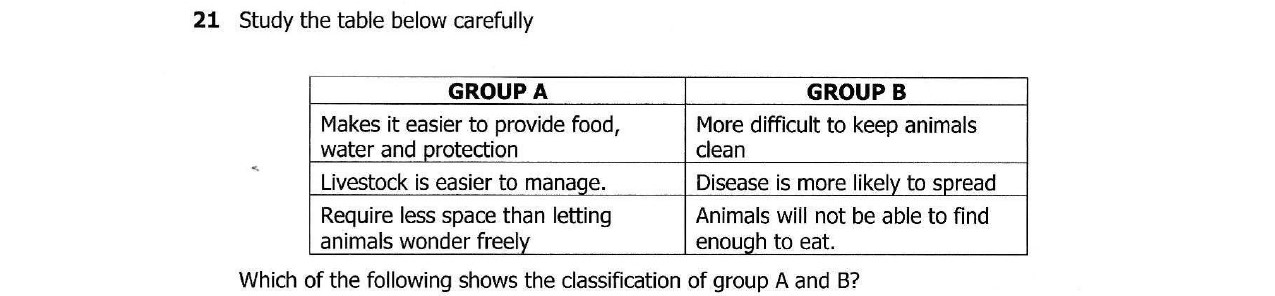 21 Study the table below carefully
GROUP A GROUP B
Makes it easier to provide food, More difficult to keep animals
water and protection clean
Livestock is easier to manage. Disease is more likely to spread
Require less space than letting Animals will not be able to find
animals wonder freely enough to eat.
Which of the following shows the classification of group A and B?